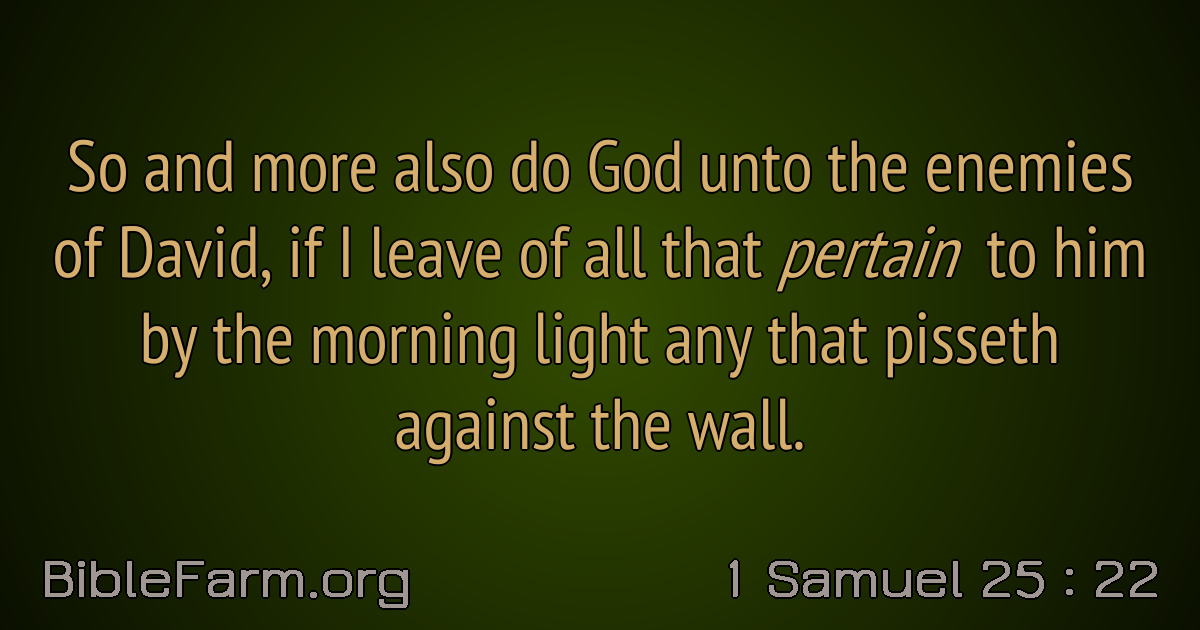 So and more also do God unto the enemies
of David, if I leave of all that pertain to him
by the morning light any that pisseth
against the wall.
BibleFarm.org
1 Samuel 25 : 22